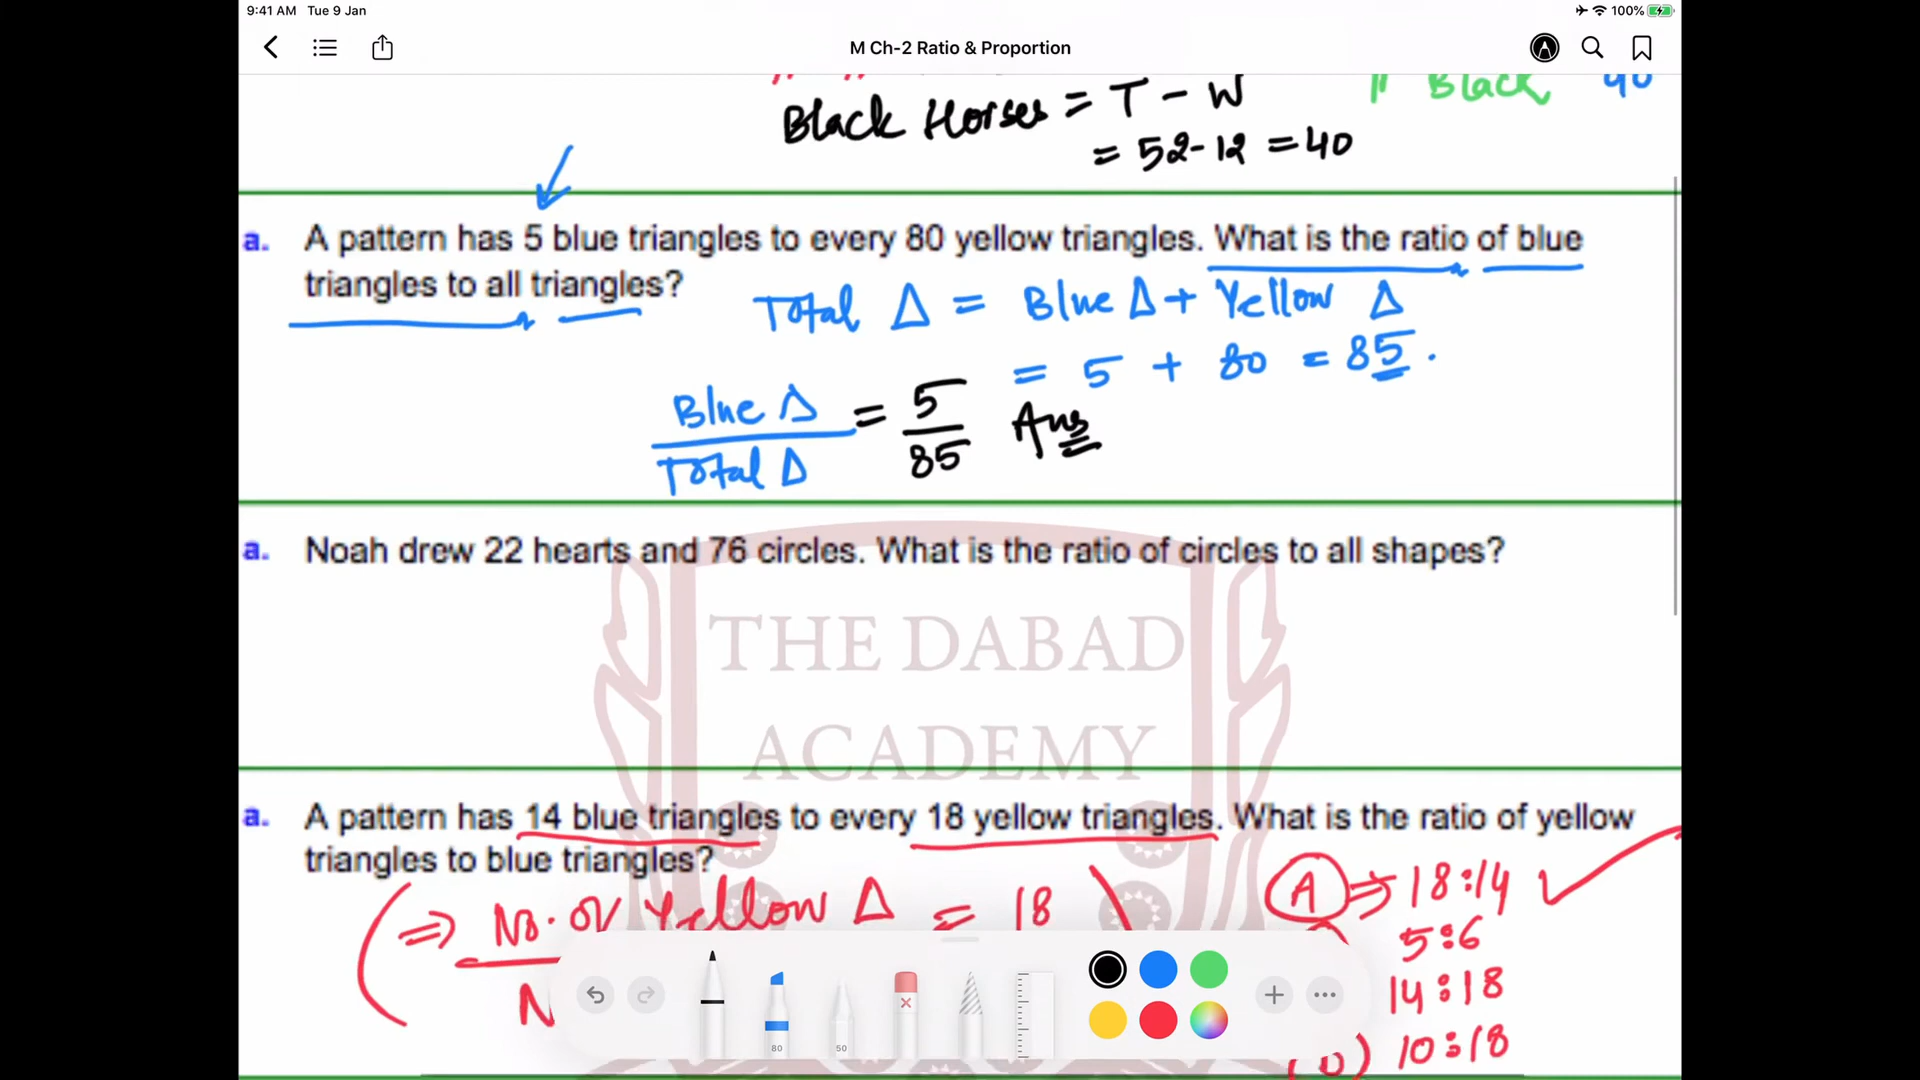 9:41 AM Tue 9 Jan
100%
M Ch-2 Ratio & Proportion
Black Horses = T - W
= 52-12 = 40
11 Black 40
a. A pattern has 5 blue triangles to every 80 yellow triangles. What is the ratio of blue
triangles to all triangles?
Total Δ = Blue Δ + Yellow Δ
= 5 + 80 = 85.
Blue Δ
Total Δ
= 5
85
Ans
a. Noah drew 22 hearts and 76 circles. What is the ratio of circles to all shapes?
THE DABAD
ACADEMY
a. A pattern has 14 blue triangles to every 18 yellow triangles. What is the ratio of yellow
triangles to blue triangles?
⇒ No. of Yellow Δ = 18
N
A ⇒ 18:14
5:6
14:18
10:18
80
50